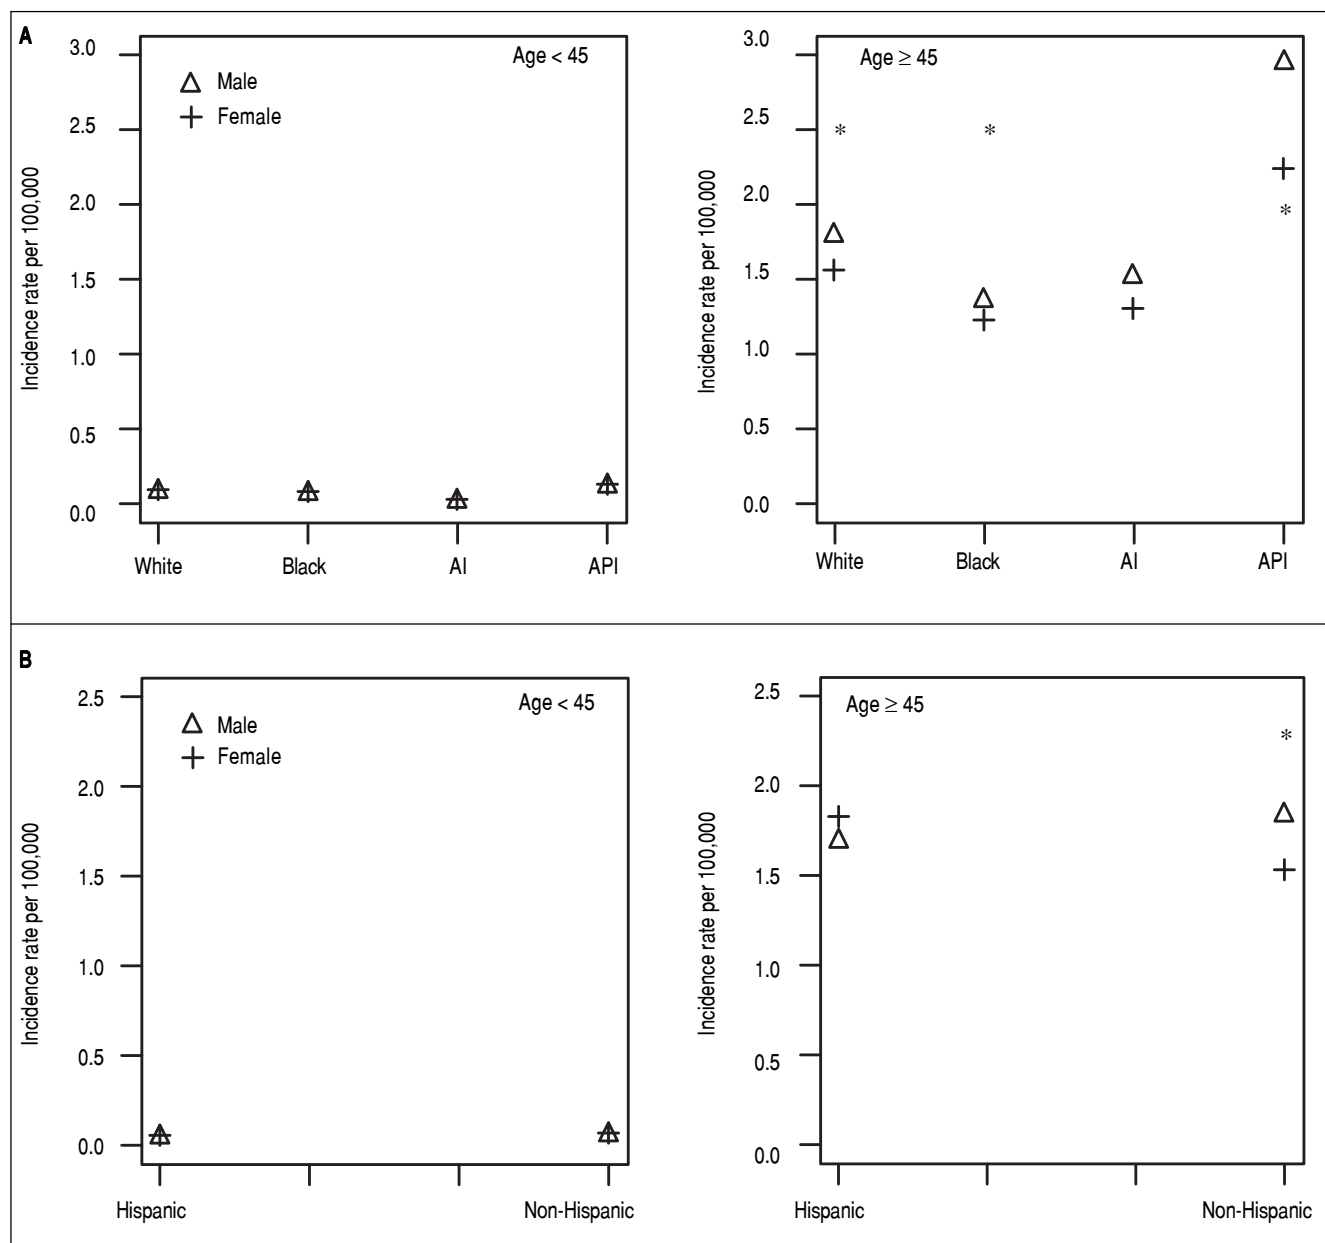 A
3.0
2.5
2.0
1.5
1.0
0.5
0.0
Incidence rate per 100,000
Age < 45
Male
Female
White Black AI API
3.0
2.5
2.0
1.5
1.0
0.5
0.0
Incidence rate per 100,000
Age ≥ 45
* *
*
White Black AI API
B
2.5
2.0
1.5
1.0
0.5
0.0
Incidence rate per 100,000
Age < 45
Male
Female
Hispanic Non-Hispanic
2.5
2.0
1.5
1.0
0.5
0.0
Incidence rate per 100,000
Age ≥ 45
*
Hispanic Non-Hispanic